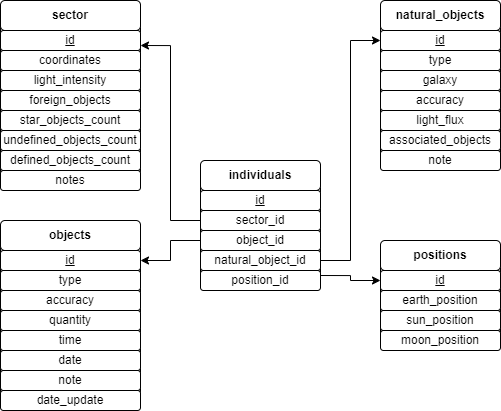 sector
id
coordinates
light_intensity
foreign_objects
star_objects_count
undefined_objects_count
defined_objects_count
notes
natural_objects
id
type
galaxy
accuracy
light_flux
associated_objects
note
individuals
id
sector_id
object_id
natural_object_id
position_id
objects
id
type
accuracy
quantity
time
date
note
date_update
positions
id
earth_position
sun_position
moon_position